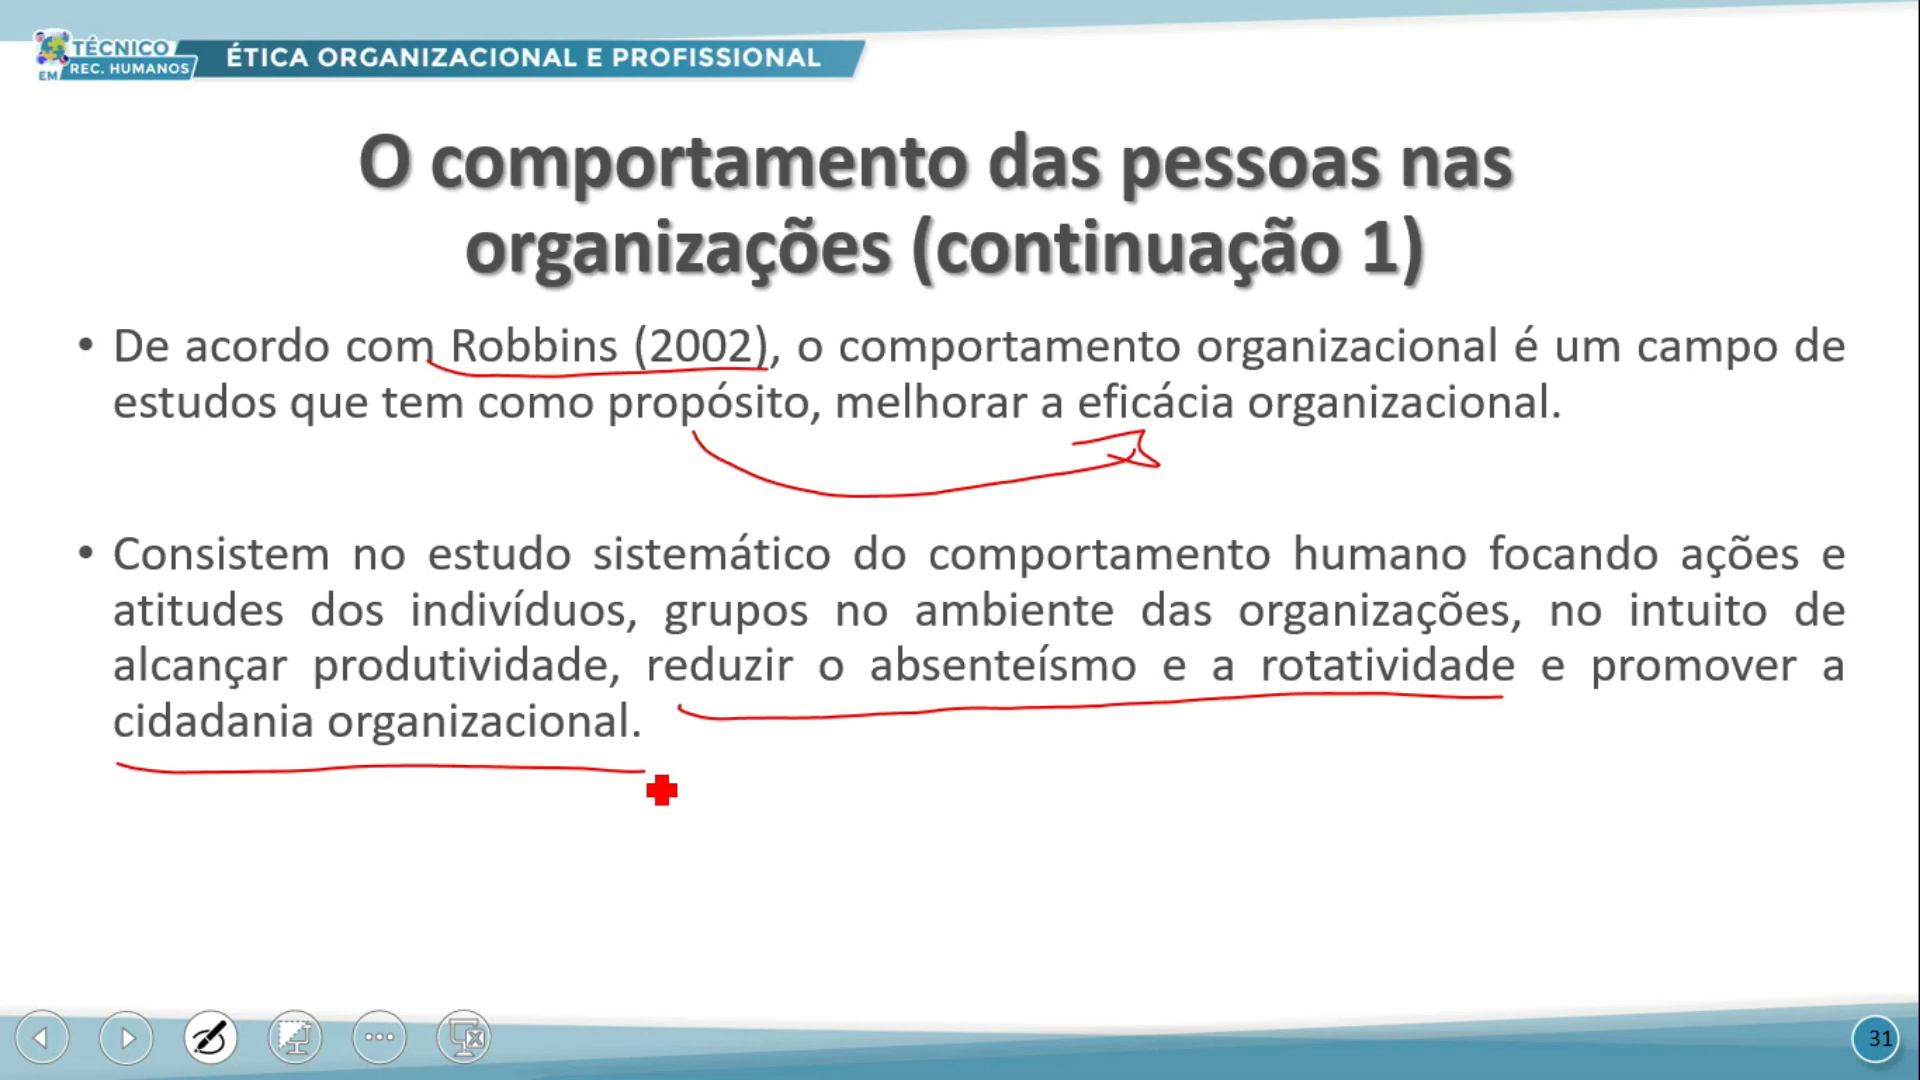 TÉCNICO
EM REC. HUMANOS
ÉTICA ORGANIZACIONAL E PROFISSIONAL
O comportamento das pessoas nas
organizações (continuação 1)
• De acordo com Robbins (2002), o comportamento organizacional é um campo de
estudos que tem como propósito, melhorar a eficácia organizacional.
• Consistem no estudo sistemático do comportamento humano focando ações e
atitudes dos indivíduos, grupos no ambiente das organizações, no intuito de
alcançar produtividade, reduzir o absenteísmo e a rotatividade e promover a
cidadania organizacional.
31